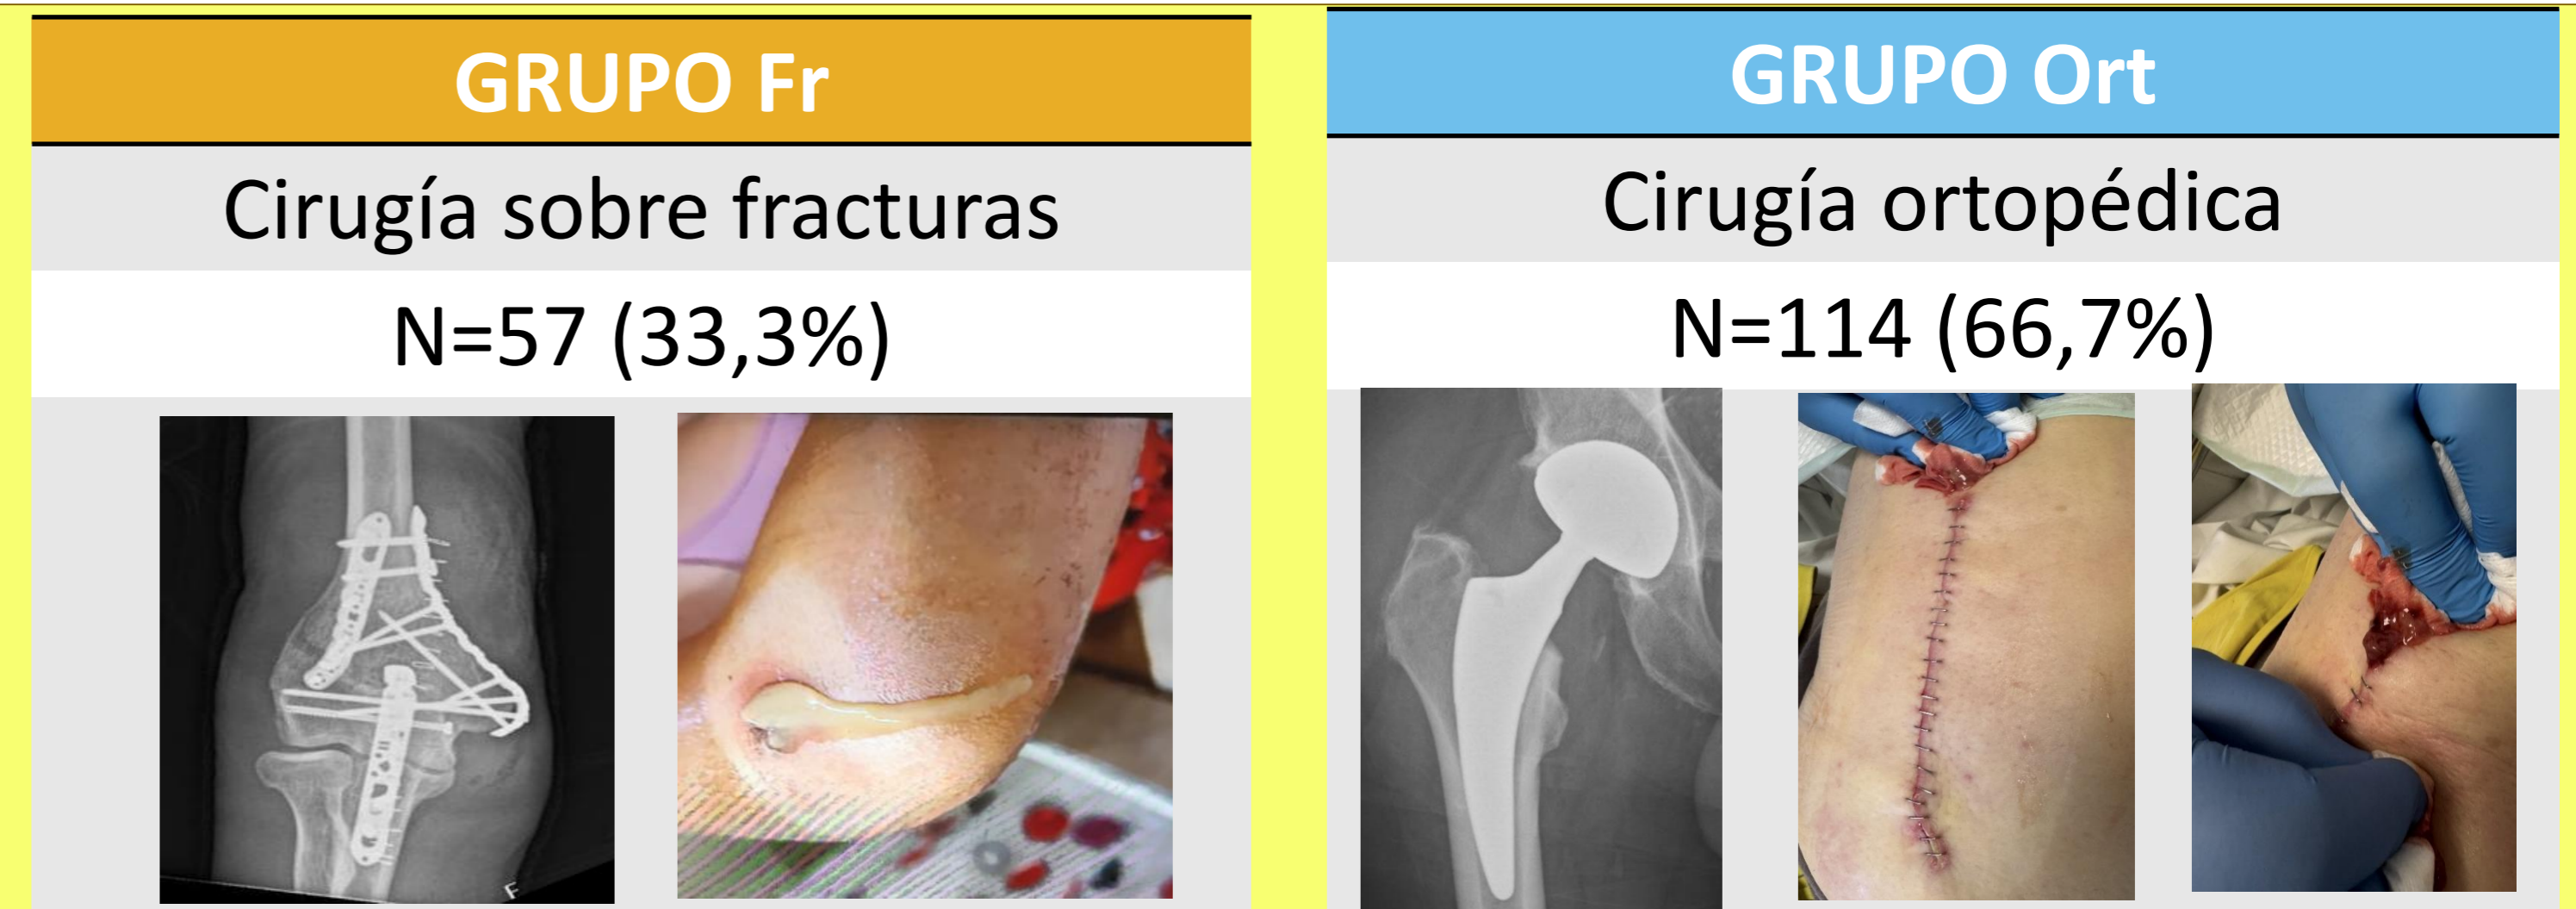 GRUPO Fr
Cirugía sobre fracturas
N=57 (33,3%)
F
GRUPO Ort
Cirugía ortopédica
N=114 (66,7%)